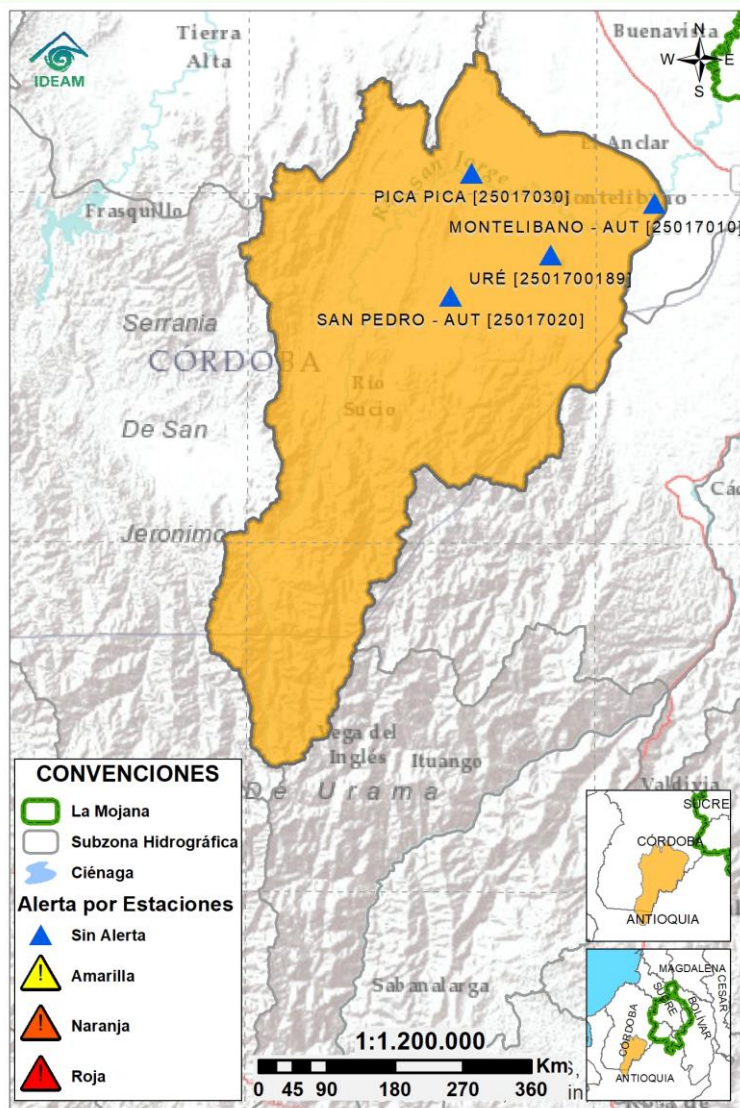 IDEAM
Tierra
Alta
Buenavista
N
W
E
S
El Anclar
PICA PICA [25017030]
Montelibano
Frasquillo
MONTELIBANO - AUT [25017010]
URÉ [2501700189]
SAN PEDRO - AUT [25017020]
Serrania
CÓRDOBA
Río
Sucio
De San
Jeronimo
Vega del
Ingles
Ituango
De Urama
Valdivia
Sabanalarga
CONVENCIONES
La Mojana
Subzona Hidrográfica
Ciénaga
Alerta por Estaciones
Sin Alerta
Amarilla
Naranja
Roja
1:1.200.000
Km
0 45 90 180 270 360
SUCRE
CÓRDOBA
ANTIOQUIA
MAGDALENA
CESAR
SUCRE
BOLÍVAR
CÓRDOBA
ANTIOQUIA